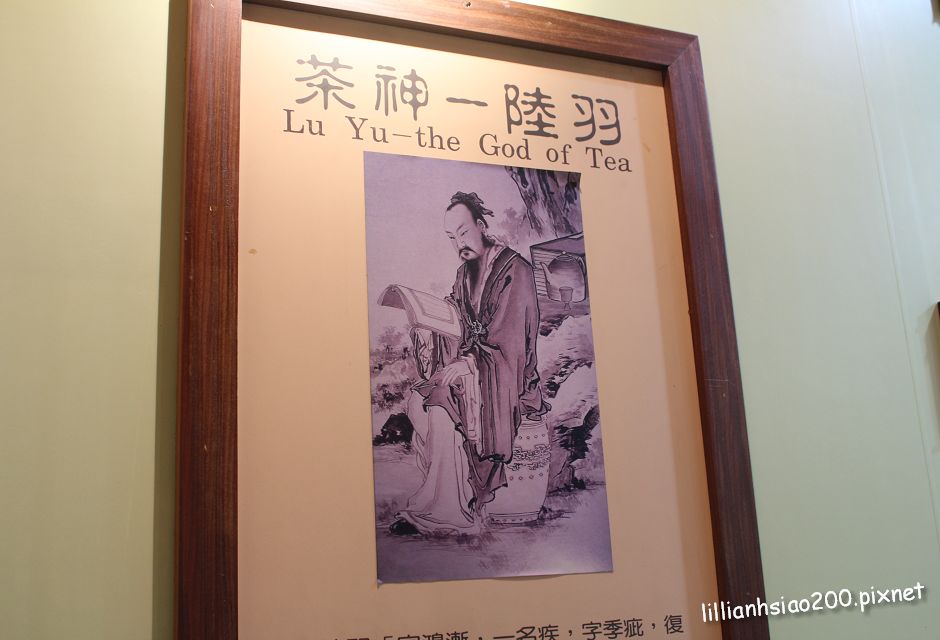 茶神－陸羽
Lu Yu-the God of Tea
字鴻漸，一名疾，字季疵，復
lillianhsiao200.pixnet